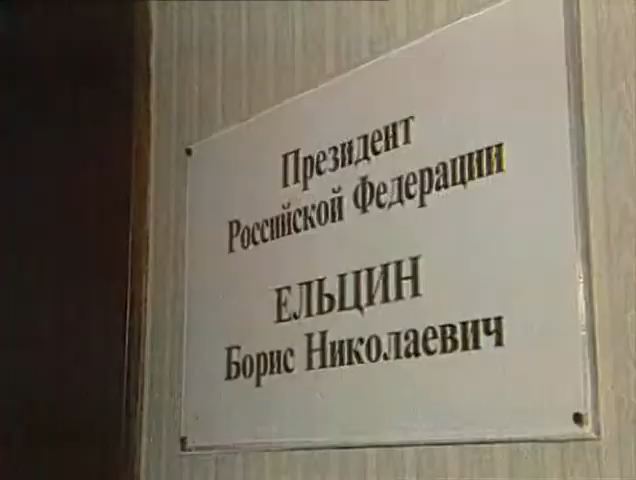 Президент
Российской Федерации
ЕЛЬЦИН
Борис Николаевич